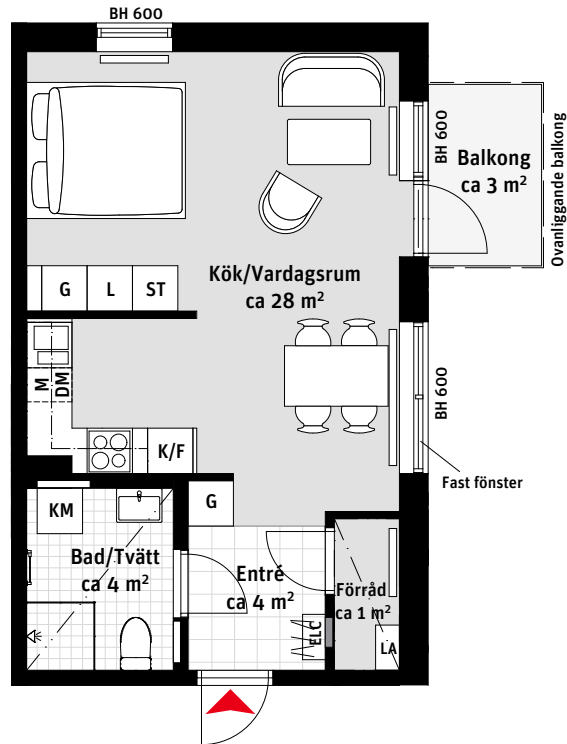 BH 600
BH 600
Balkong
ca 3 m²
Ovanliggande balkong
G
L
ST
Kök/Vardagsrum
ca 28 m²
M
DM
K/F
BH 600
Fast fönster
KM
G
Bad/Tvätt
ca 4 m²
Entré
ca 4 m²
Förråd
ca 1 m²
ELC
LA